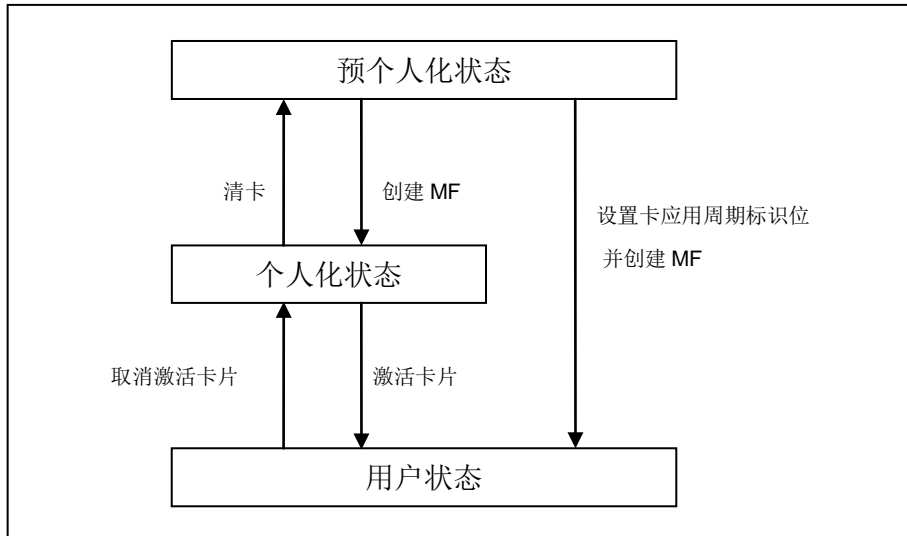 预个人化状态
清卡
创建 MF
设置卡应用周期标识位
并创建 MF
个人化状态
取消激活卡片
激活卡片
用户状态